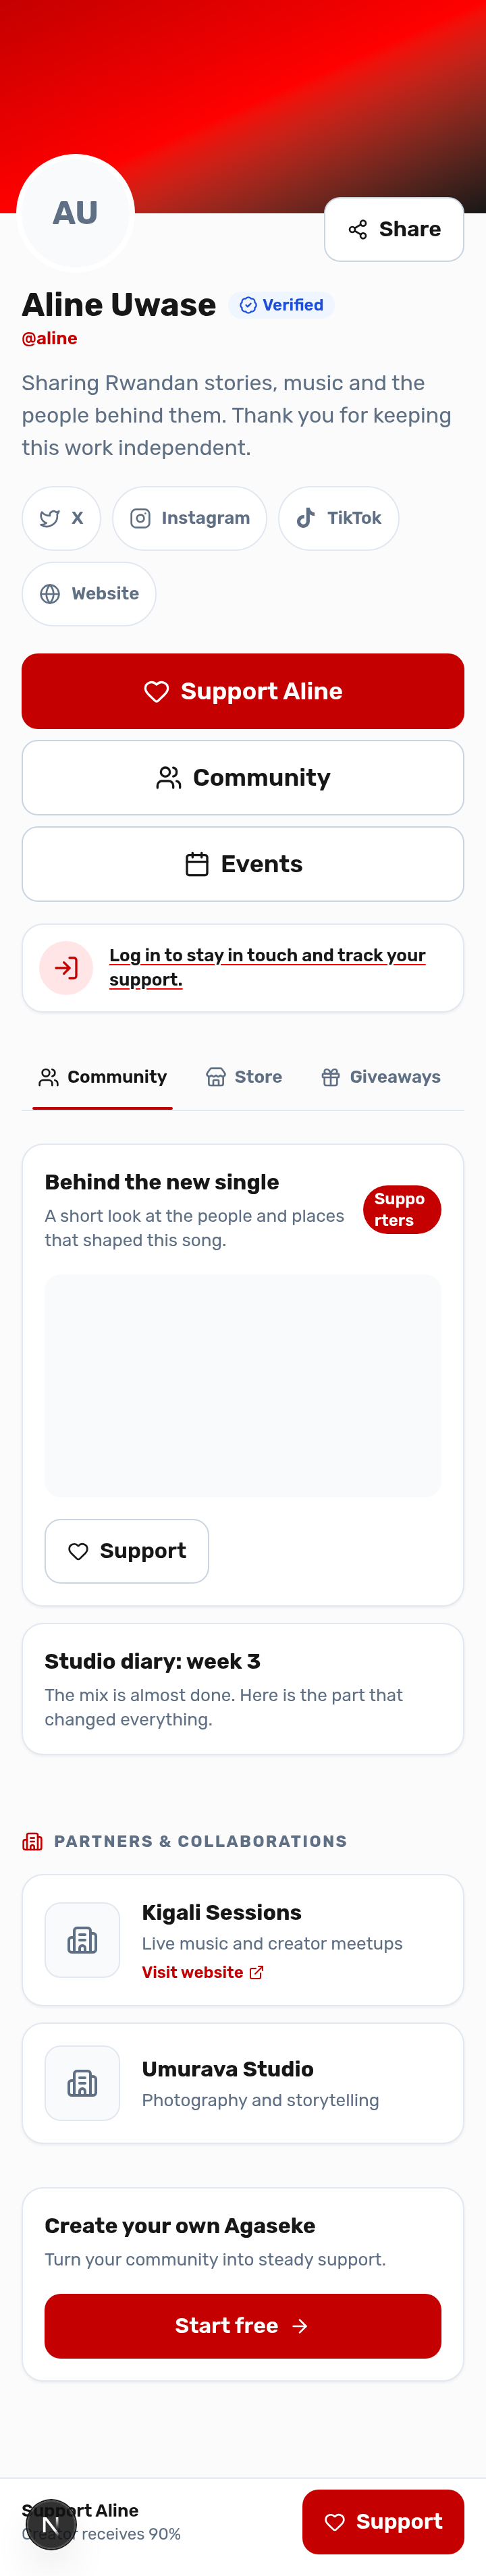 AU
Share
Aline Uwase
Verified
@aline
Sharing Rwandan stories, music and the
people behind them. Thank you for keeping
this work independent.
X
Instagram
TikTok
Website
Support Aline
Community
Events
Log in to stay in touch and track your
support.
Community
Store
Giveaways
Behind the new single
A short look at the people and places
that shaped this song.
Suppo
rters
Support
Studio diary: week 3
The mix is almost done. Here is the part that
changed everything.
PARTNERS & COLLABORATIONS
Kigali Sessions
Live music and creator meetups
Visit website
Umurava Studio
Photography and storytelling
Create your own Agaseke
Turn your community into steady support.
Start free
Support Aline
Creator receives 90%
N
Support